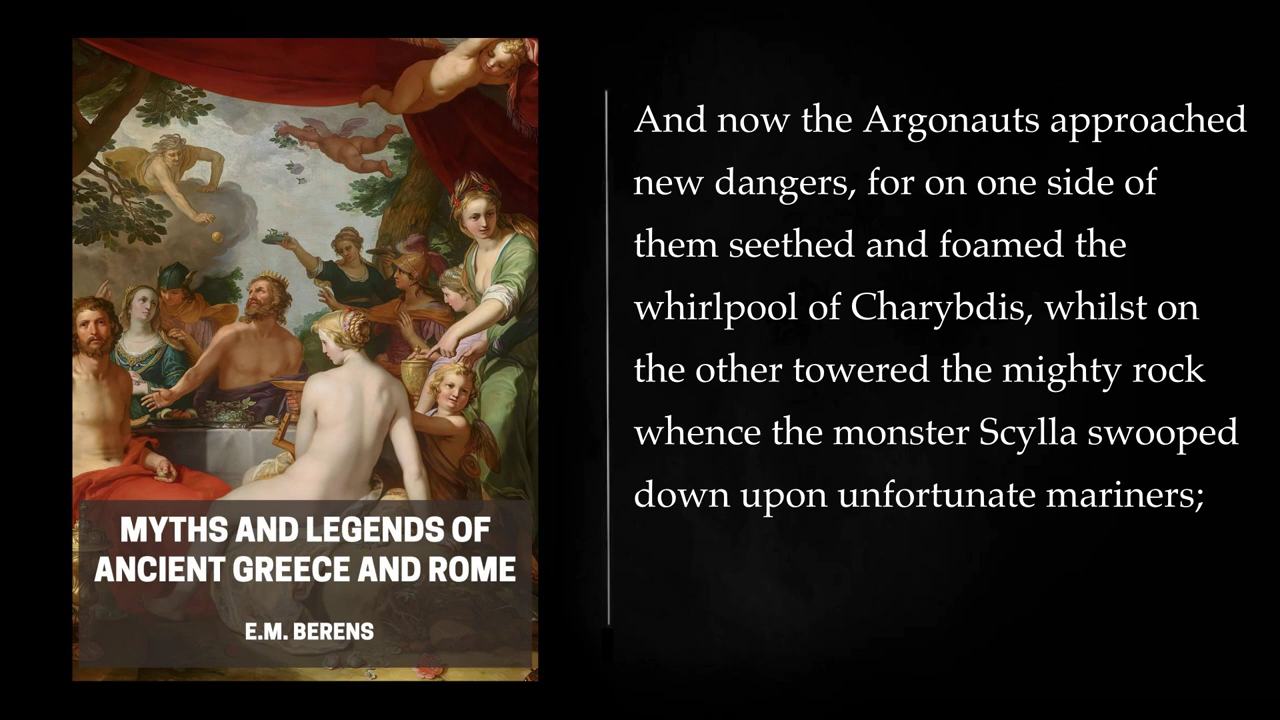 MYTHS AND LEGENDS OF
ANCIENT GREECE AND ROME
E.M. BERENS
And now the Argonauts approached
new dangers, for on one side of
them seethed and foamed the
whirlpool of Charybdis, whilst on
the other towered the mighty rock
whence the monster Scylla swooped
down upon unfortunate mariners;